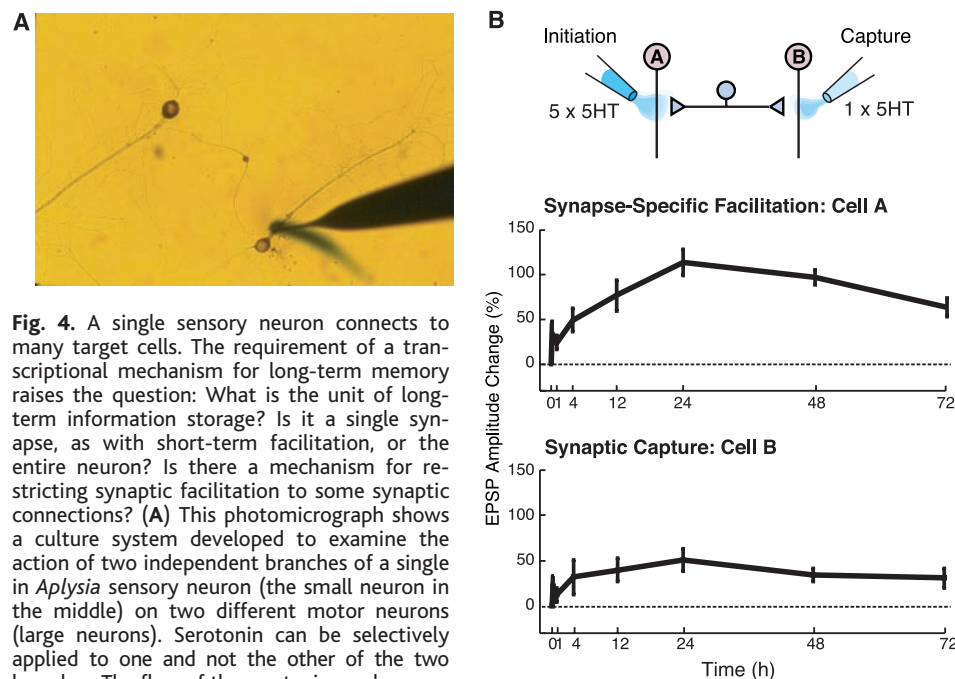 A
Fig. 4. A single sensory neuron connects to
many target cells. The requirement of a tran-
scriptional mechanism for long-term memory
raises the question: What is the unit of long-
term information storage? Is it a single syn-
apse, as with short-term facilitation, or the
entire neuron? Is there a mechanism for re-
stricting synaptic facilitation to some synaptic
connections? (A) This photomicrograph shows
a culture system developed to examine the
action of two independent branches of a single
in Aplysia sensory neuron (the small neuron in
the middle) on two different motor neurons
(large neurons). Serotonin can be selectively
applied to one and not the other of the two
B
Initiation
Capture
A
B
5 x 5HT
1 x 5HT
Synapse-Specific Facilitation: Cell A
150
100
50
0
01 4 12 24 48 72
Synaptic Capture: Cell B
150
100
50
0
01 4 12 24 48 72
EPSP Amplitude Change (%)
Time (h)